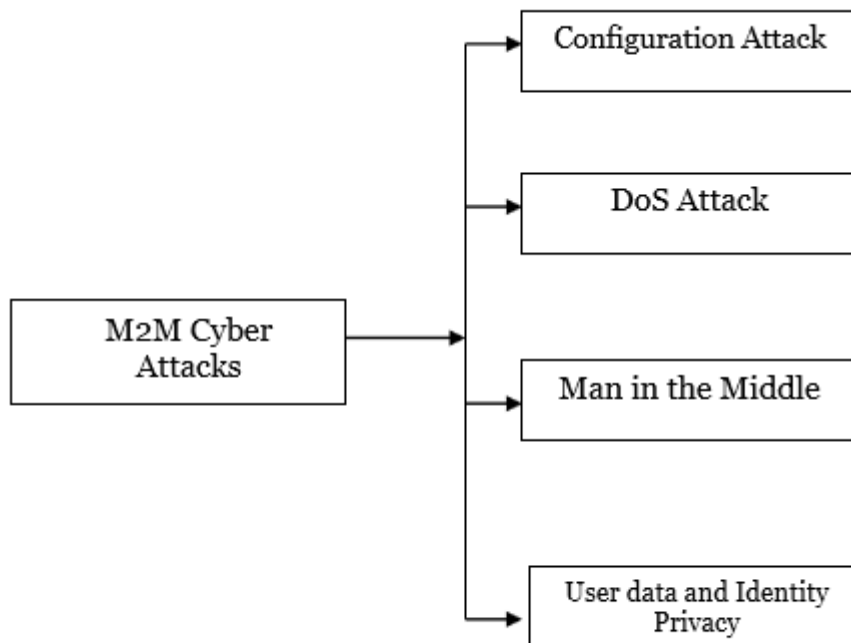 Configuration Attack
DoS Attack
M2M Cyber
Attacks
Man in the Middle
User data and Identity
Privacy